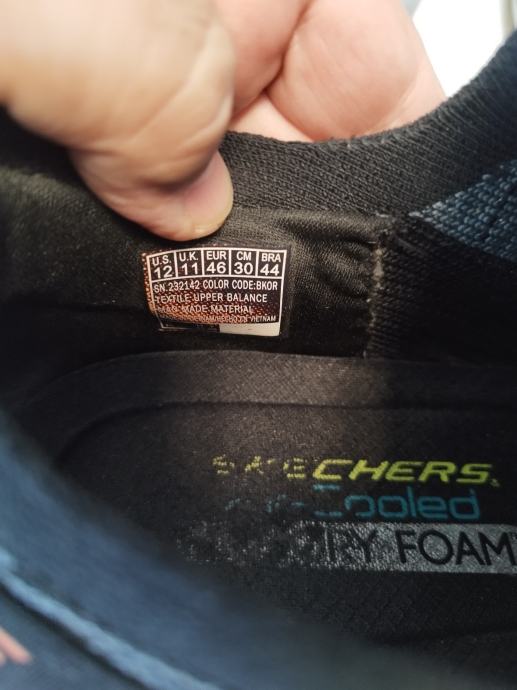 U.S. U.K. EUR CM BRA
12 11 46 30 44
SN.232142 COLOR CODE:BKOR
TEXTILE UPPER BALANCE
MAN MADE MATERIAL
VIETNAM
SKECHERS
Cooled
FOAM